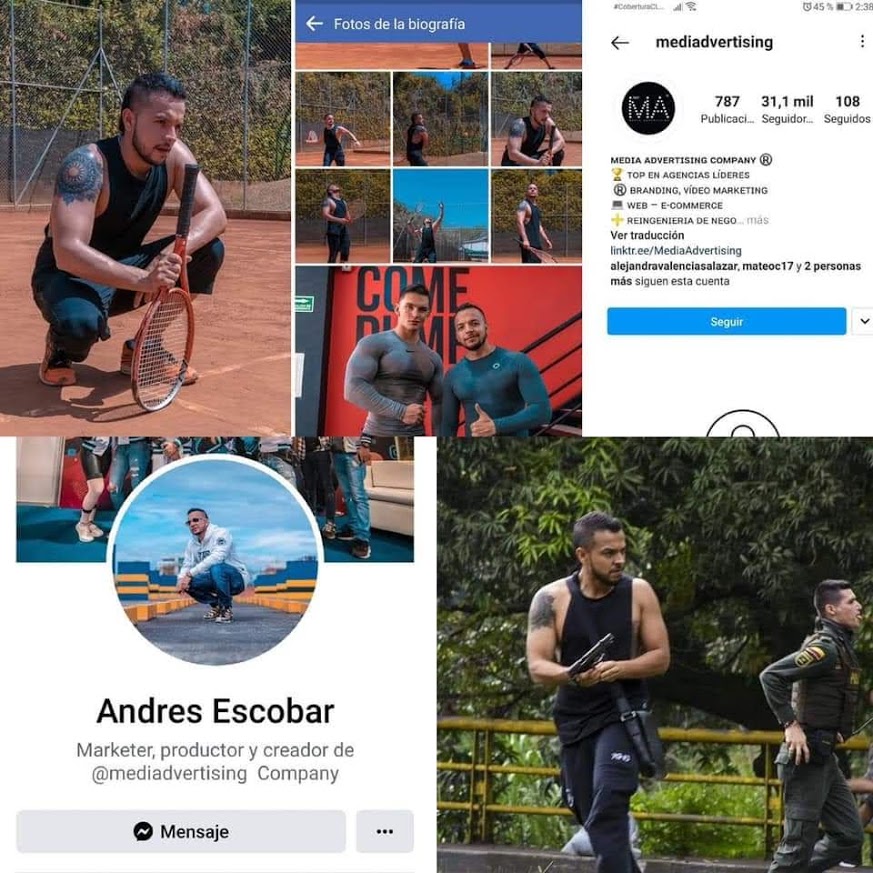 Fotos de la biografía
COME
#CoberturaCL...
45 %
2:38
mediadvertising
MA
787
31,1 mil
108
Publicaci...
Seguidor...
Seguidos
MEDIA ADVERTISING COMPANY ®
TOP EN AGENCIAS LÍDERES
® BRANDING, VÍDEO MARKETING
WEB – E-COMMERCE
REINGENIERIA DE NEGO... más
Ver traducción
linktr.ee/MediaAdvertising
alejandravalenciasalazar, mateoc17 y 2 personas
más siguen esta cuenta
Seguir
Andres Escobar
Marketer, productor y creador de
@mediadvertising Company
Mensaje